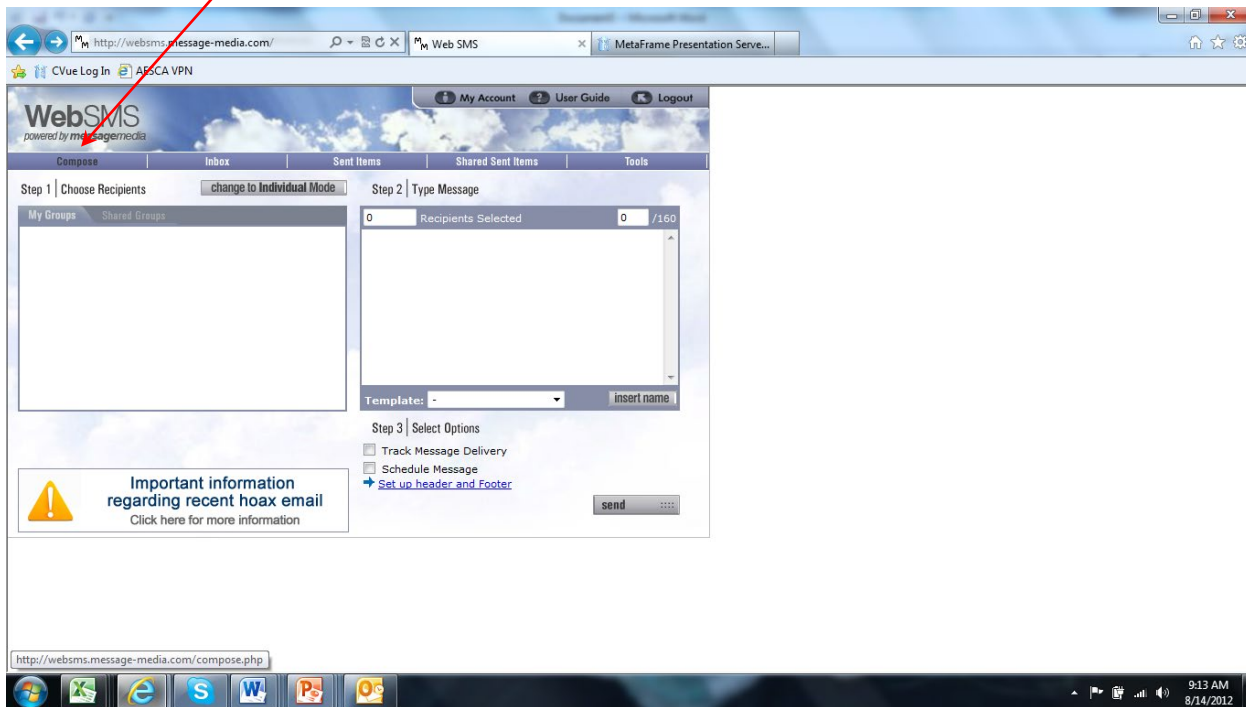 Document1 - Microsoft Word
http://websms.message-media.com/ Web SMS MetaFrame Presentation Serve...
CVue Log In AESCA VPN
My Account User Guide Logout
WebSMS
powered by messagemedia
Compose Inbox Sent Items Shared Sent Items Tools
Step 1 Choose Recipients change to Individual Mode Step 2 Type Message
My Groups Shared Groups 0 Recipients Selected 0 /160
Template: - insert name
Step 3 Select Options
Track Message Delivery
Schedule Message
Set up header and Footer
send
Important information
regarding recent hoax email
Click here for more information
http://websms.message-media.com/compose.php
9:13 AM
8/14/2012